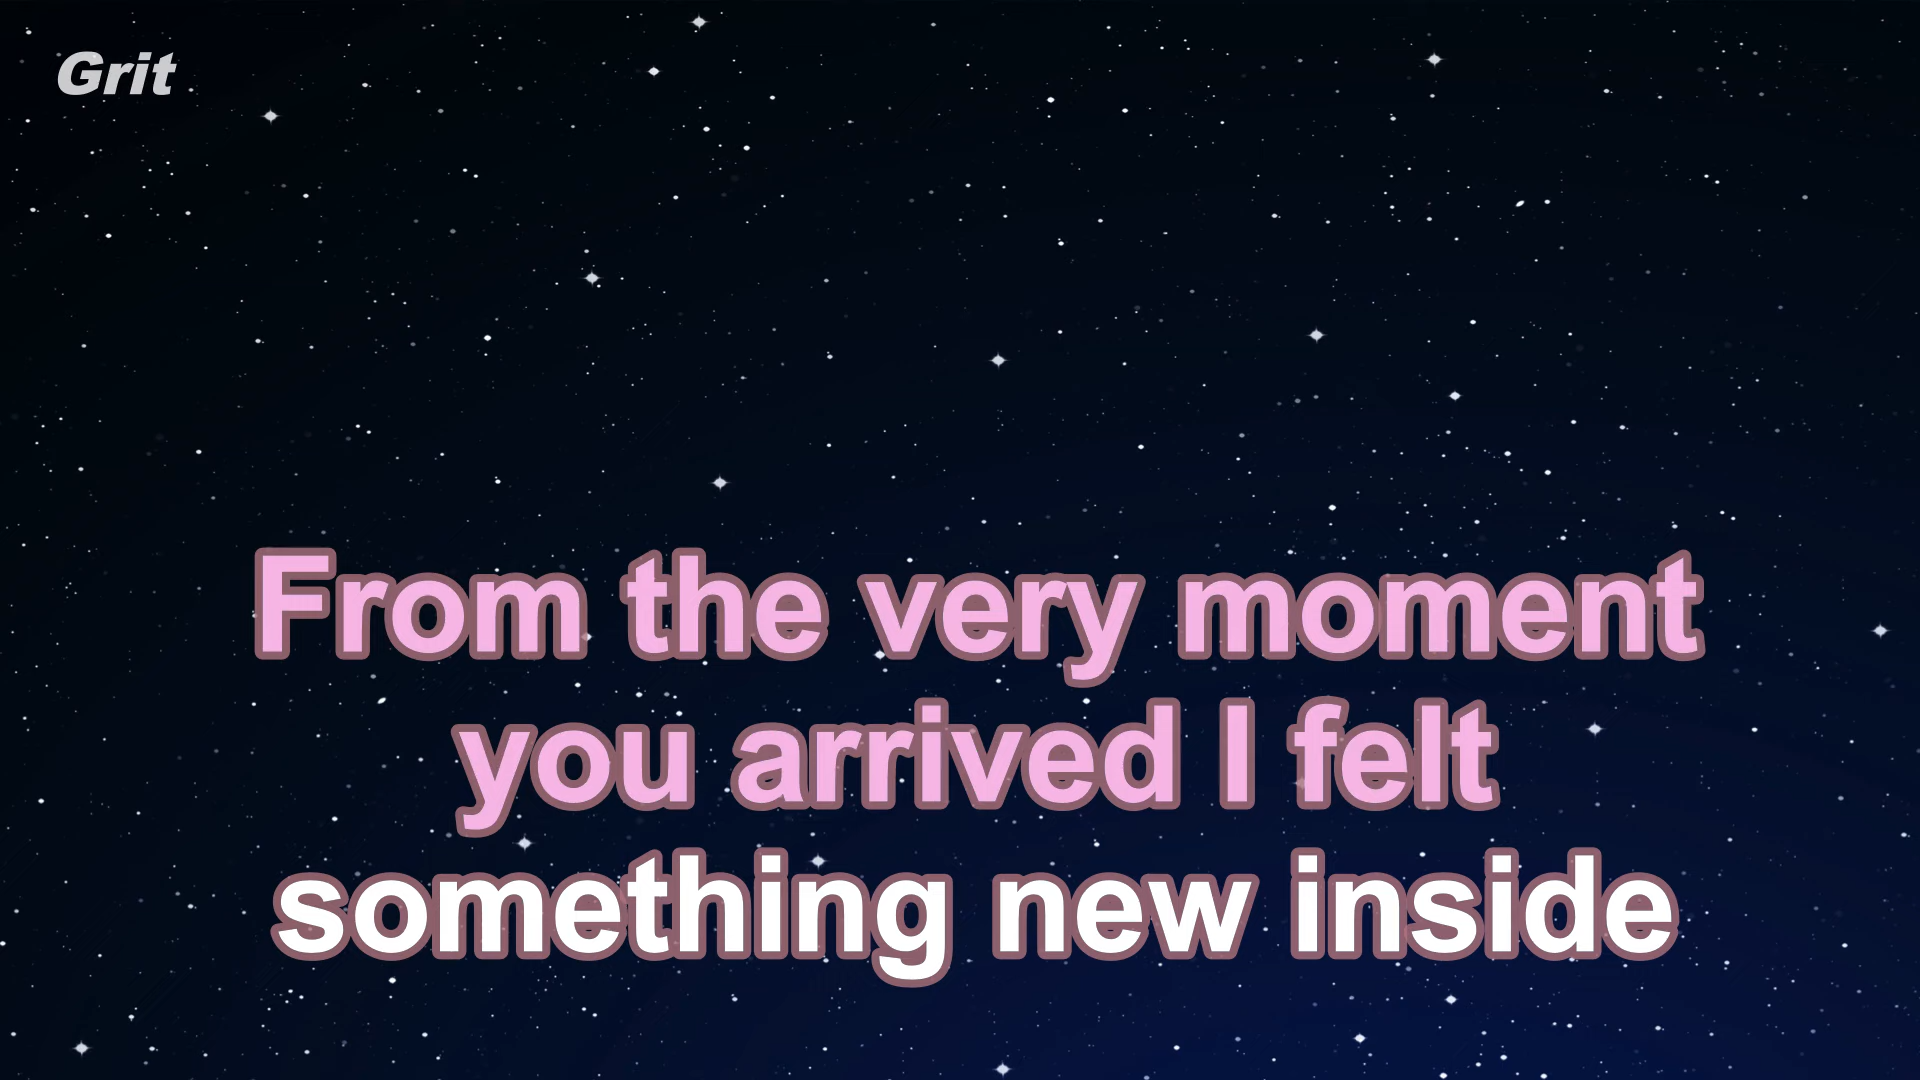 Grit
From the very moment
you arrived I felt
something new inside